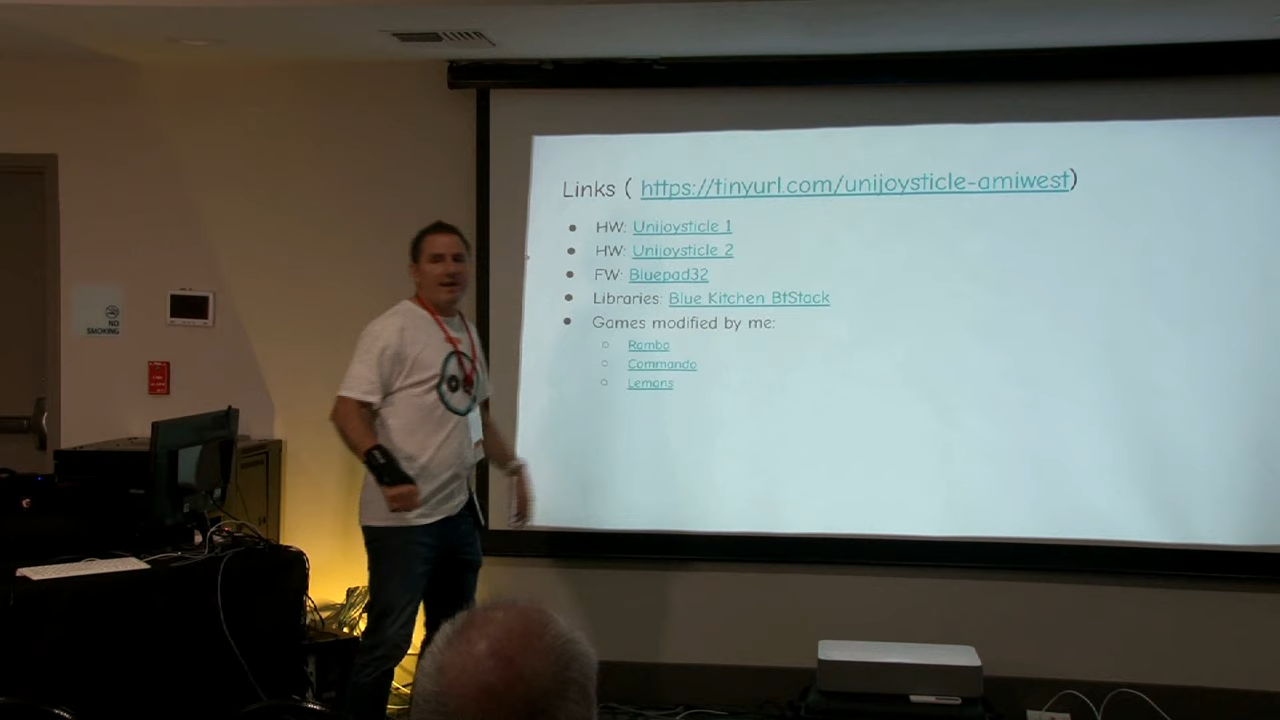 Links ( https://tinyurl.com/unijoysticle-amiwest)
● HW: Unijoysticle 1
● HW: Unijoysticle 2
● FW: Bluepad32
● Libraries: Blue Kitchen BtStack
● Games modified by me:
○ Rambo
○ Commando
○ Lemans
NO
SMOKING